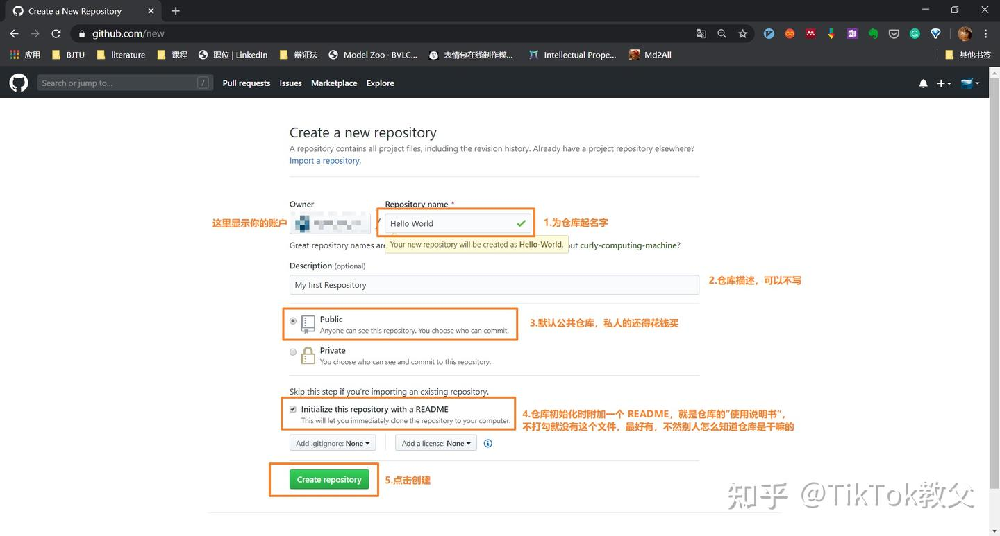 Create a New Repository
github.com/new
应用 BJTU literature 课程 职位 | LinkedIn 辩证法 Model Zoo · BVLC... 表情包在线制作模... Intellectual Prope... Md2All 其他书签
Search or jump to... / Pull requests Issues Marketplace Explore
Create a new repository
A repository contains all project files, including the revision history. Already have a project repository elsewhere?
Import a repository.
Owner Repository name *
这里显示你的账户 / Hello World 1.为仓库起名字
Great repository names are Your new repository will be created as Hello-World. out curly-computing-machine?
Description (optional)
My first Respository 2.仓库描述，可以不写
Public
Anyone can see this repository. You choose who can commit.
3.默认公共仓库，私人的还得花钱买
Private
You choose who can see and commit to this repository.
Skip this step if you're importing an existing repository.
Initialize this repository with a README
This will let you immediately clone the repository to your computer.
4.仓库初始化时附加一个 README，就是仓库的"使用说明书"，
不打勾就没有这个文件，最好有，不然别人怎么知道仓库是干嘛的
Add .gitignore: None Add a license: None
Create repository 5.点击创建
知乎 @TikTok教父